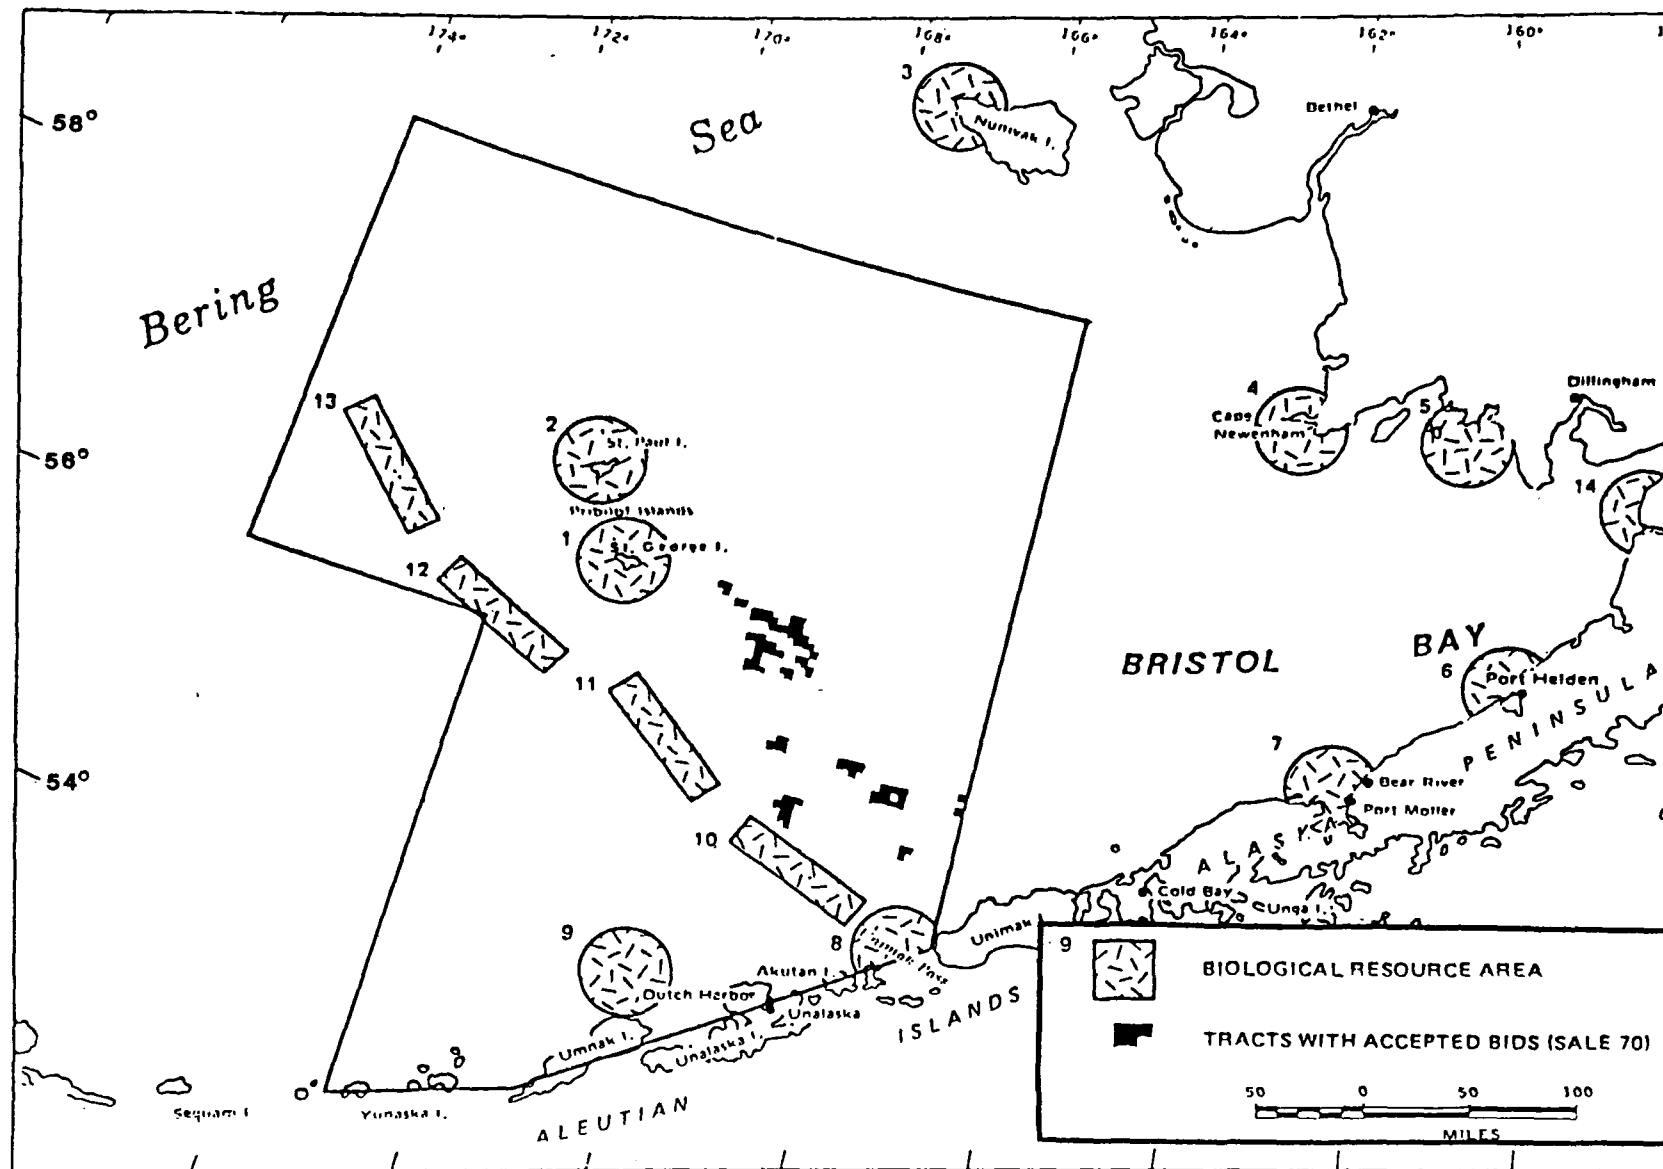 174°
172°
170°
168°
166°
164°
162°
160°
58°
Sea
3
Nunivak I.
Bethel
Bering
13
2
St. Paul I.
4
Cape
Newenham
5
Dillingham
56°
Pribilof Islands
1
St. George I.
14
12
BRISTOL
BAY
11
6
Port Heiden
7
PENINSULA
54°
Bear River
Port Moller
10
ALASKA
Cold Bay
Unga I.
9
8
Unimak Pass
Unimak
Akutan I.
Dutch Harbor
Unalaska
Umnak I.
Unalaska I.
ISLANDS
Seguam I.
Yunaska I.
ALEUTIAN
9
BIOLOGICAL RESOURCE AREA
TRACTS WITH ACCEPTED BIDS (SALE 70)
50 0 50 100
MILES